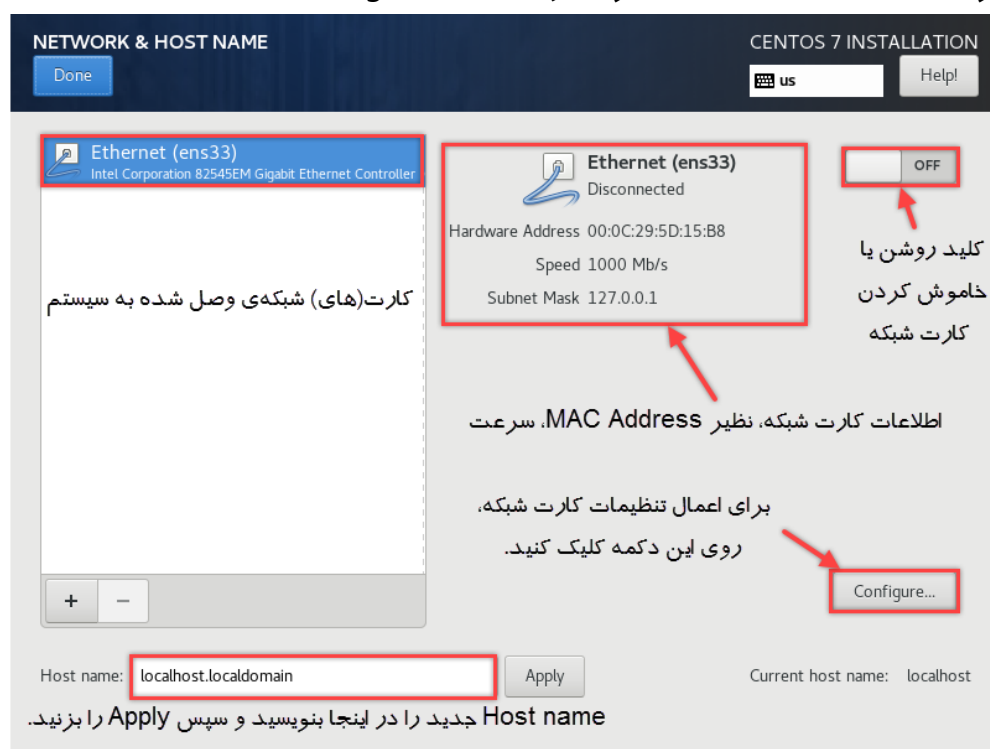 NETWORK & HOST NAME
CENTOS 7 INSTALLATION
Done
us
Help!
Ethernet (ens33)
Intel Corporation 82545EM Gigabit Ethernet Controller
Ethernet (ens33)
Disconnected
Hardware Address 00:0C:29:5D:15:B8
Speed 1000 Mb/s
Subnet Mask 127.0.0.1
OFF
کلید روشن یا
خاموش کردن
کارت شبکه
کارت(های) شبکه‌ی وصل شده به سیستم
اطلاعات کارت شبکه، نظیر MAC Address، سرعت
برای اعمال تنظیمات کارت شبکه،
روی این دکمه کلیک کنید.
Configure...
+ −
Host name: localhost.localdomain
Apply
Current host name: localhost
Host name جدید را در اینجا بنویسید و سپس Apply را بزنید.